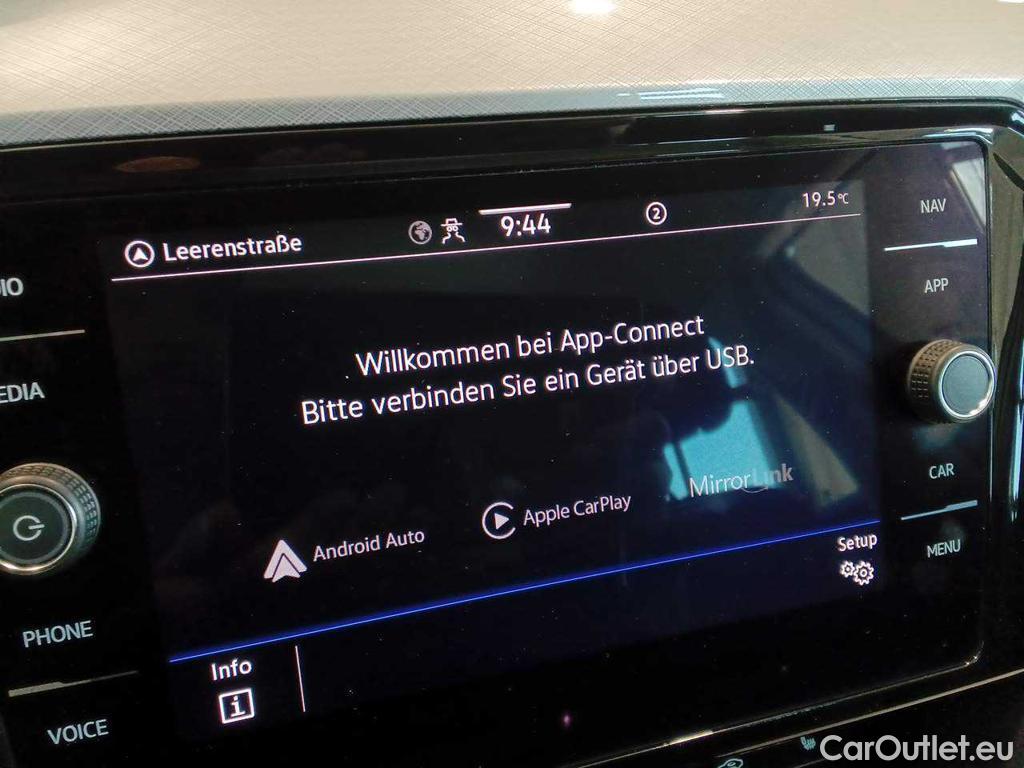 Leerenstraße 9:44 2 19.5°C
Willkommen bei App-Connect
Bitte verbinden Sie ein Gerät über USB.
Android Auto Apple CarPlay MirrorLink
Setup
Info
i
MEDIA
PHONE
VOICE
NAV
APP
CAR
MENU
CarOutlet.eu